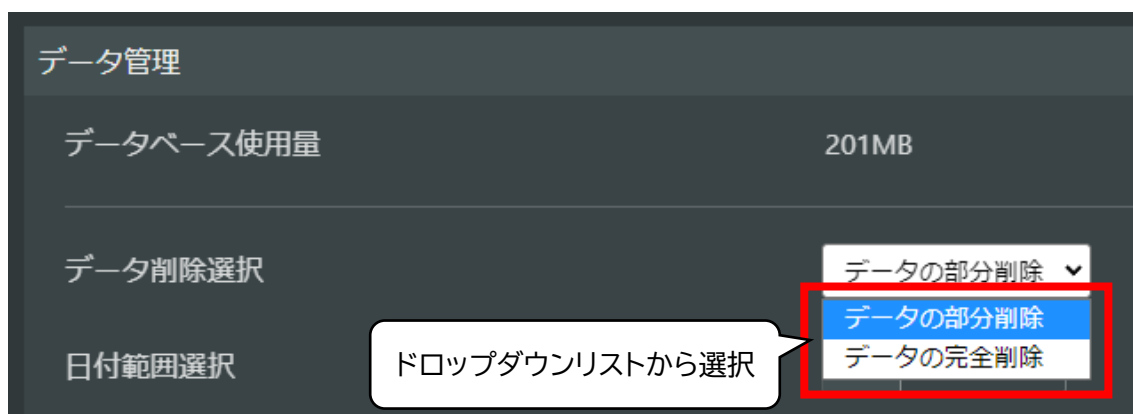 データ管理
データベース使用量 201MB
データ削除選択 データの部分削除
データの部分削除
データの完全削除
日付範囲選択
ドロップダウンリストから選択